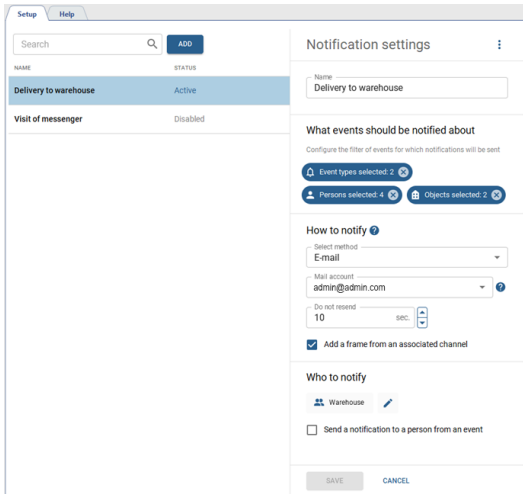 Setup
Help
Search
ADD
NAME
STATUS
Delivery to warehouse
Active
Visit of messenger
Disabled
Notification settings
Name
Delivery to warehouse
What events should be notified about
Configure the filter of events for which notifications will be sent
Event types selected: 2
Persons selected: 4
Objects selected: 2
How to notify
Select method
E-mail
Mail account
admin@admin.com
Do not resend
10
sec.
Add a frame from an associated channel
Who to notify
Warehouse
Send a notification to a person from an event
SAVE
CANCEL